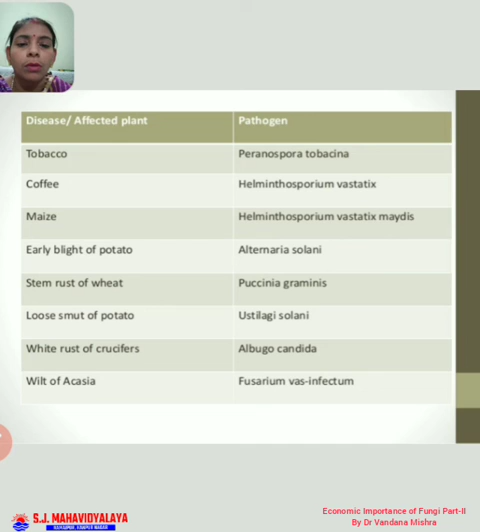 Disease/ Affected plant Pathogen
Tobacco Peranospora tobacina
Coffee Helminthosporium vastatix
Maize Helminthosporium vastatix maydis
Early blight of potato Alternaria solani
Stem rust of wheat Puccinia graminis
Loose smut of potato Ustilagi solani
White rust of crucifers Albugo candida
Wilt of Acasia Fusarium vas-infectum
S.J. MAHAVIDYALAYA
Economic Importance of Fungi Part-II
By Dr Vandana Mishra